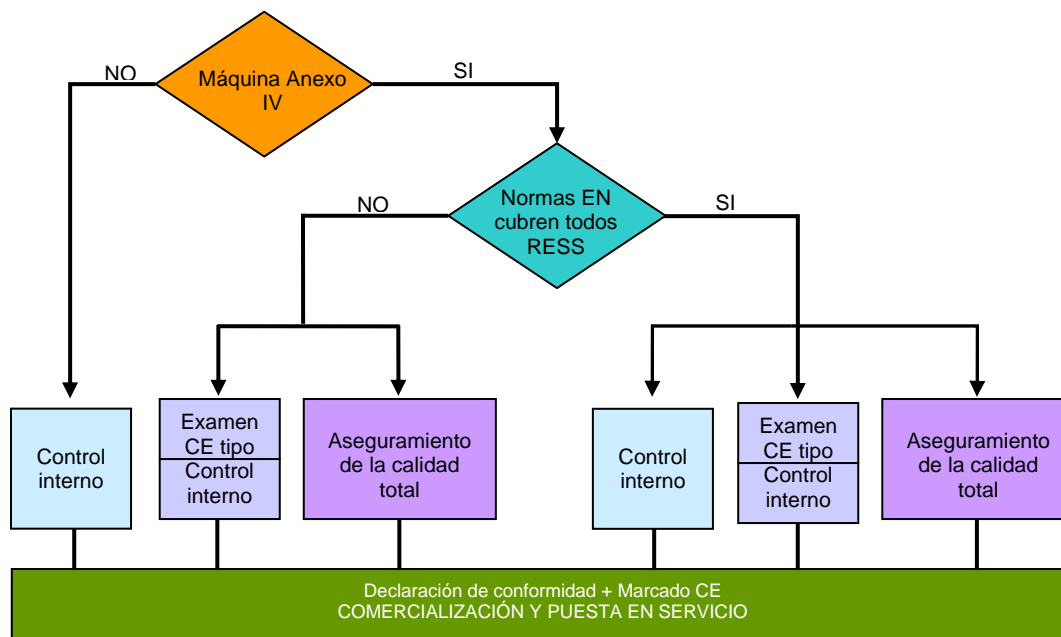 Máquina Anexo
IV
NO
SI
Normas EN
cubren todos
RESS
NO
SI
Control
interno
Examen
CE tipo
Control
interno
Aseguramiento
de la calidad
total
Control
interno
Examen
CE tipo
Control
interno
Aseguramiento
de la calidad
total
Declaración de conformidad + Marcado CE
COMERCIALIZACIÓN Y PUESTA EN SERVICIO